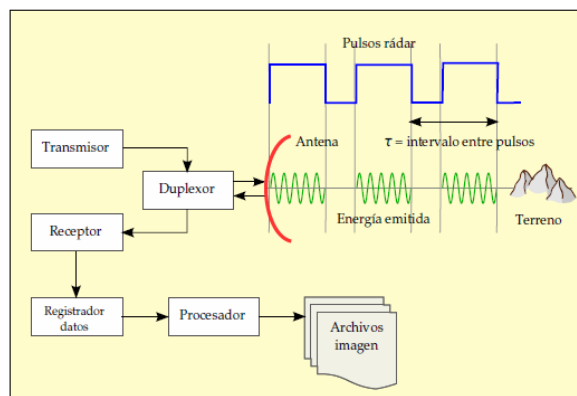 Pulsos rádar
Transmisor
Antena
τ = intervalo entre pulsos
Duplexor
Energía emitida
Terreno
Receptor
Registrador
datos
Procesador
Archivos
imagen